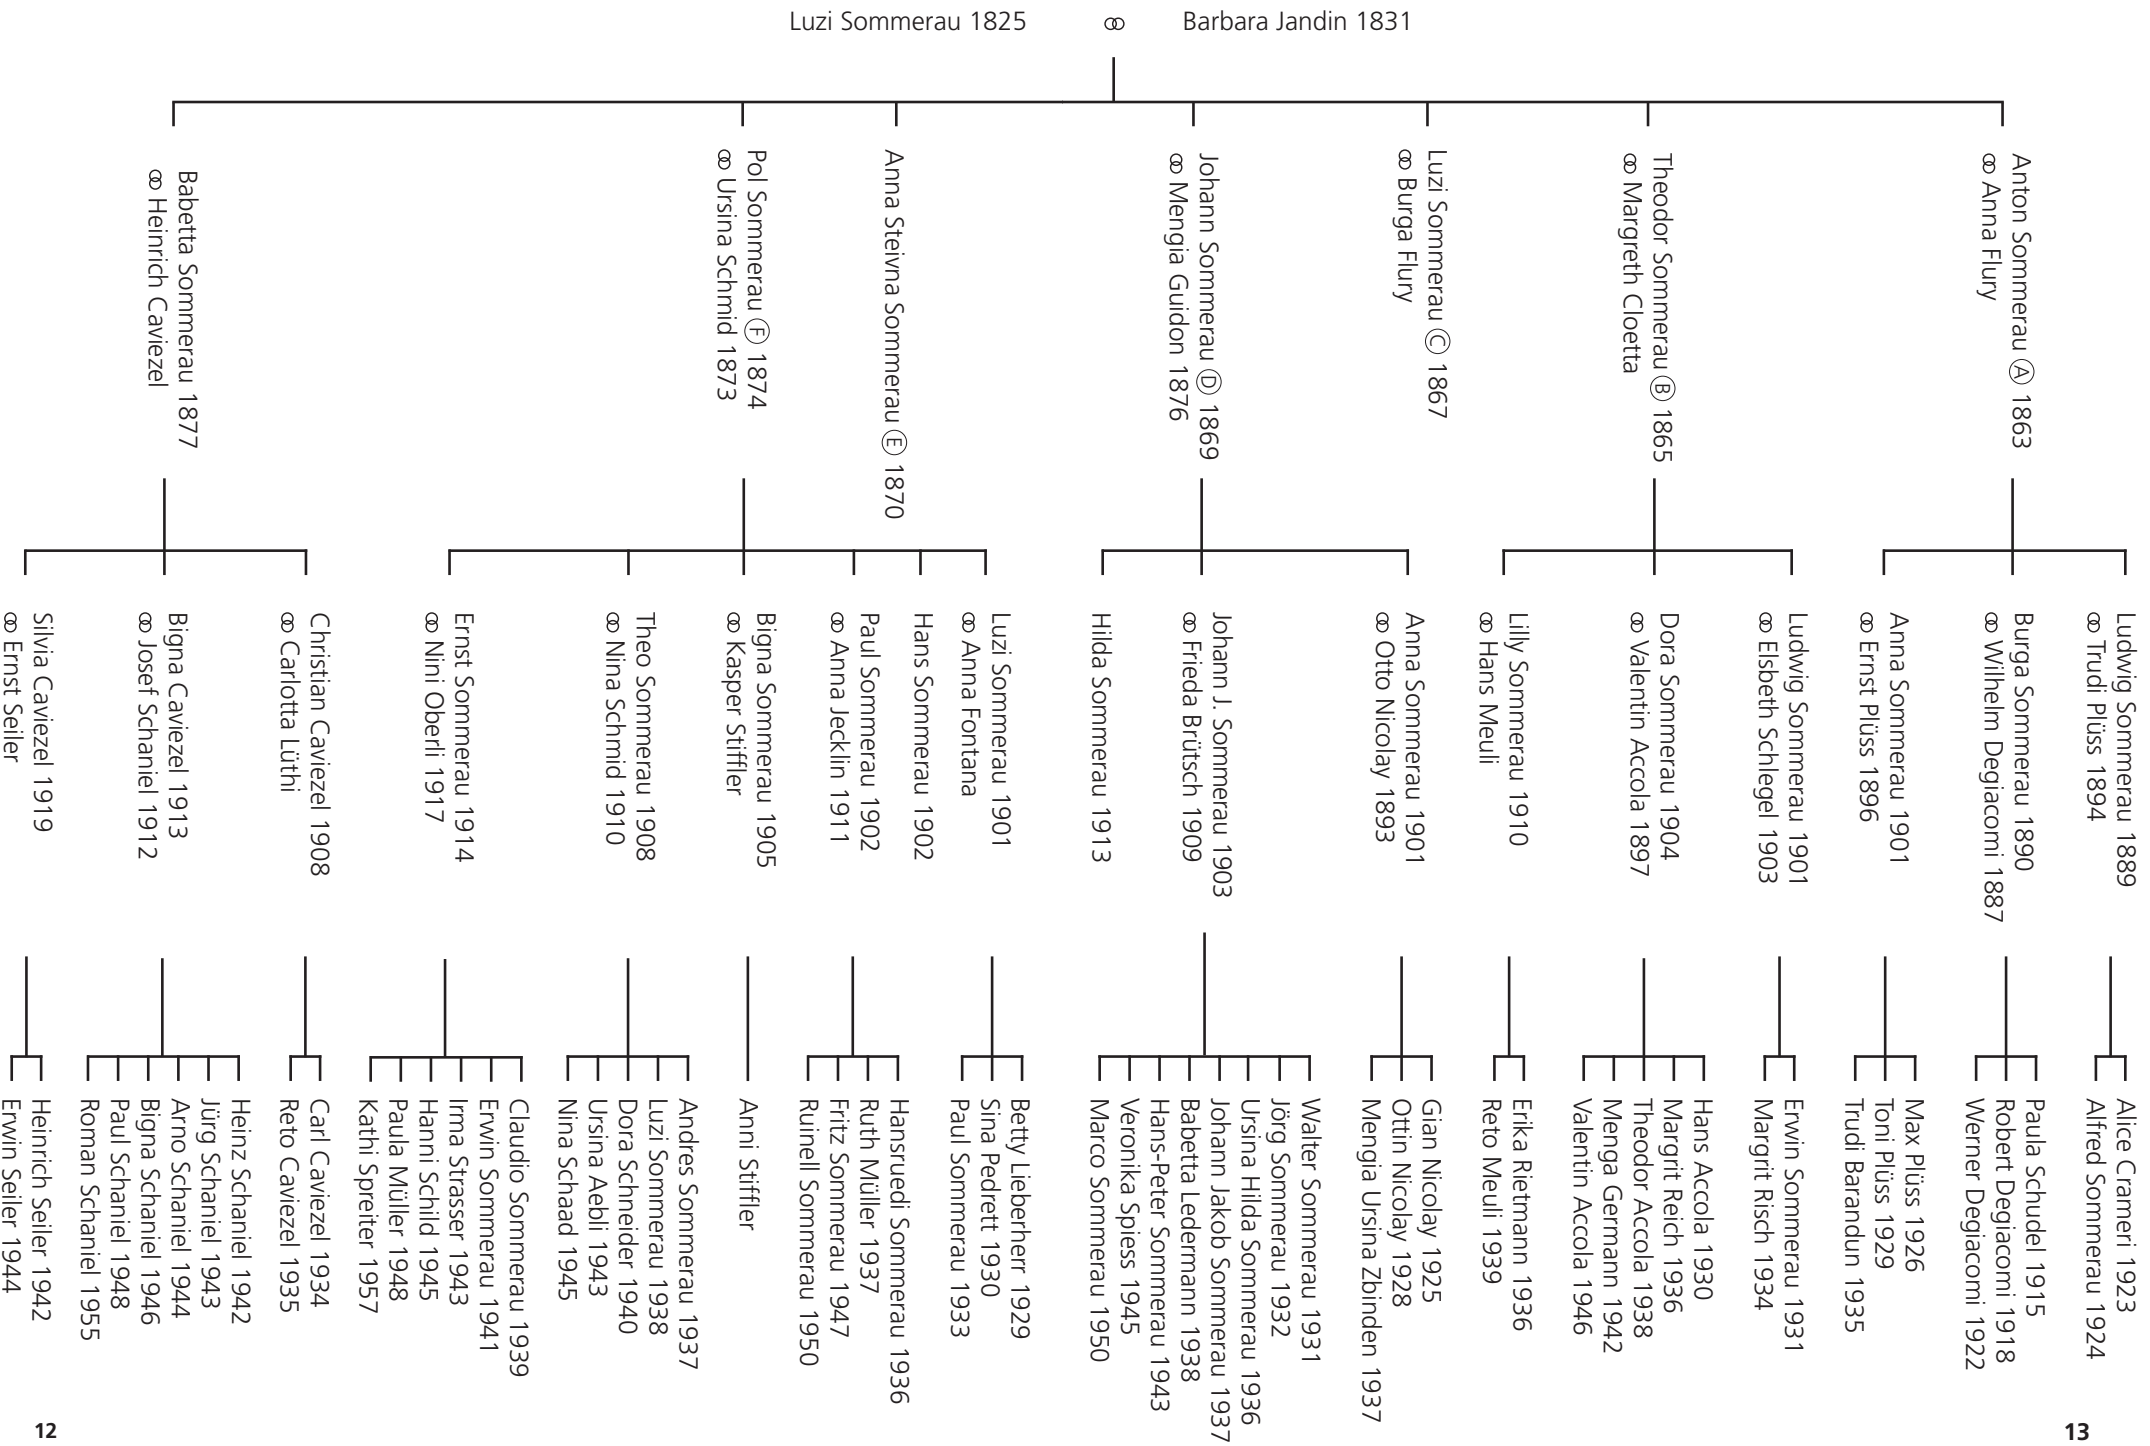 Luzi Sommerau 1825 ⚭ Barbara Jandin 1831
Anton Sommerau Ⓐ 1863
⚭ Anna Flury
Theodor Sommerau Ⓑ 1865
⚭ Margreth Cloetta
Luzi Sommerau Ⓒ 1867
⚭ Burga Flury
Johann Sommerau Ⓓ 1869
⚭ Mengia Guidon 1876
Anna Steivna Sommerau Ⓔ 1870
Pol Sommerau Ⓕ 1874
⚭ Ursina Schmid 1873
Babetta Sommerau 1877
⚭ Heinrich Caviezel
Ludwig Sommerau 1889
⚭ Trudi Plüss 1894
Burga Sommerau 1890
⚭ Wilhelm Degiacomi 1887
Anna Sommerau 1901
⚭ Ernst Plüss 1896
Ludwig Sommerau 1901
⚭ Elsbeth Schlegel 1903
Dora Sommerau 1904
⚭ Valentin Accola 1897
Lilly Sommerau 1910
⚭ Hans Meuli
Anna Sommerau 1901
⚭ Otto Nicolay 1893
Johann J. Sommerau 1903
⚭ Frieda Brütsch 1909
Hilda Sommerau 1913
Luzi Sommerau 1901
⚭ Anna Fontana
Hans Sommerau 1902
Paul Sommerau 1902
⚭ Anna Jecklin 1911
Bigna Sommerau 1905
⚭ Kasper Stiffler
Theo Sommerau 1908
⚭ Nina Schmid 1910
Ernst Sommerau 1914
⚭ Nini Oberli 1917
Christian Caviezel 1908
⚭ Carlotta Lüthi
Bigna Caviezel 1913
⚭ Josef Schaniel 1912
Silvia Caviezel 1919
⚭ Ernst Seiler
Alice Crameri 1923
Alfred Sommerau 1924
Paula Schudel 1915
Robert Degiacomi 1918
Werner Degiacomi 1922
Max Plüss 1926
Toni Plüss 1929
Trudi Barandun 1935
Erwin Sommerau 1931
Margrit Risch 1934
Hans Accola 1930
Margrit Reich 1936
Theodor Accola 1938
Menga Germann 1942
Valentin Accola 1946
Erika Rietmann 1936
Reto Meuli 1939
Gian Nicolay 1925
Ottin Nicolay 1928
Mengia Ursina Zbinden 1937
Walter Sommerau 1931
Jörg Sommerau 1932
Ursina Hilda Sommerau 1936
Johann Jakob Sommerau 1937
Babetta Ledermann 1938
Hans-Peter Sommerau 1943
Veronika Spiess 1945
Marco Sommerau 1950
Betty Lieberherr 1929
Sina Pedrett 1930
Paul Sommerau 1933
Hansruedi Sommerau 1936
Ruth Müller 1937
Fritz Sommerau 1947
Ruinell Sommerau 1950
Anni Stiffler
Andres Sommerau 1937
Luzi Sommerau 1938
Dora Schneider 1940
Ursina Aebli 1943
Nina Schaad 1945
Claudio Sommerau 1939
Erwin Sommerau 1941
Irma Strasser 1943
Hanni Schild 1945
Paula Müller 1948
Kathi Spreiter 1957
Carl Caviezel 1934
Reto Caviezel 1935
Heinz Schaniel 1942
Jürg Schaniel 1943
Arno Schaniel 1944
Bigna Schaniel 1946
Paul Schaniel 1948
Roman Schaniel 1955
Heinrich Seiler 1942
Erwin Seiler 1944
12
13